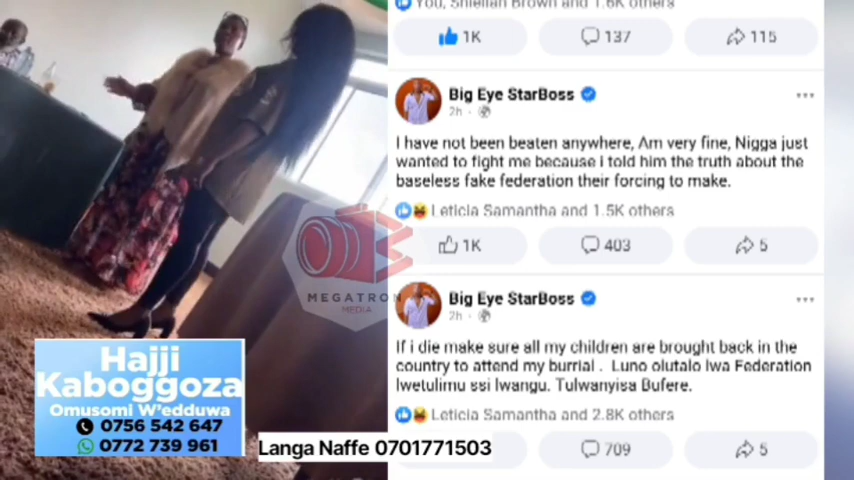 You, Shiellah Brown and 1.6K others
1K
137
115
Big Eye StarBoss
2h
I have not been beaten anywhere, Am very fine, Nigga just
wanted to fight me because i told him the truth about the
baseless fake federation their forcing to make.
Leticia Samantha and 1.5K others
1K
403
5
Big Eye StarBoss
2h
If i die make sure all my children are brought back in the
country to attend my burrial . Luno olutalo lwa Federation
lwetulimu ssi lwangu. Tulwanyisa Bufere.
Leticia Samantha and 2.8K others
709
5
MEGATRON
MEDIA
Hajji
Kaboggoza
Omusomi W'edduwa
0756 542 647
0772 739 961
Langa Naffe 0701771503